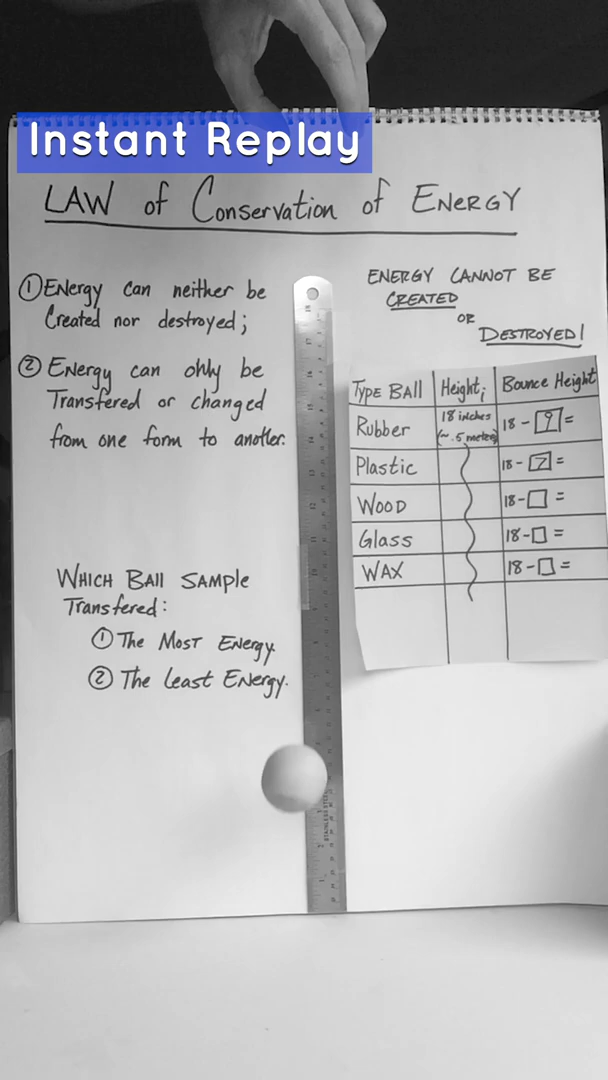 Instant Replay
LAW of Conservation of ENERGY
① ENergy can neither be
Created nor destroyed;
② ENergy can only be
Transfered or changed
from one form to another.
ENERGY CANNOT BE
CREATED
OR
DESTROYED!
TYPE BALL Height; Bounce Height
Rubber 18 inches 18 - 9 =
(~ .5 meters)
Plastic 18 - 7 =
WOOD 18 - □ =
Glass 18 - □ =
WAX 18 - □ =
WHICH BALL SAMPLE
Transfered:
① The Most Energy.
② The Least Energy.
STAINLESS STEEL